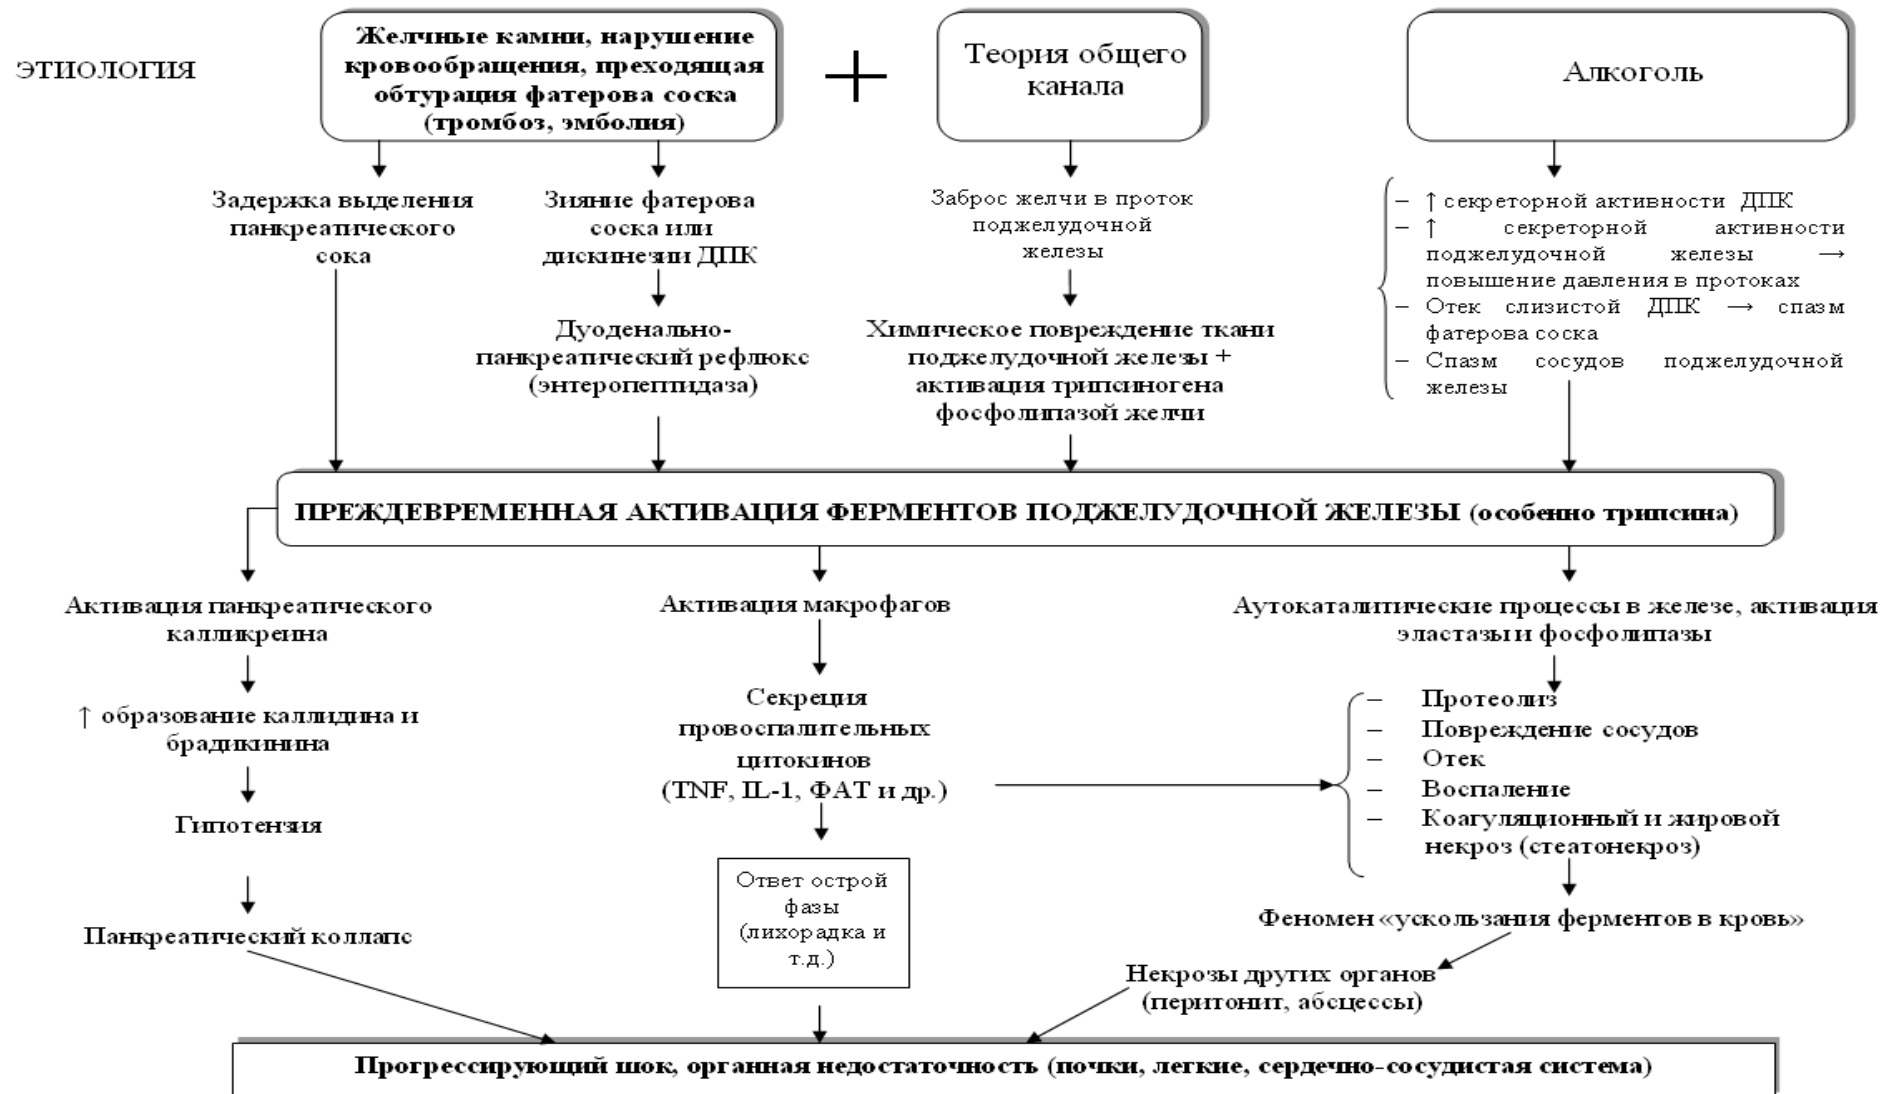 ЭТИОЛОГИЯ
Желчные камни, нарушение
кровообращения, преходящая
обтурация фатерова соска
(тромбоз, эмболия)
+
Теория общего
канала
Алкоголь
Задержка выделения
панкреатического
сока
Зияние фатерова
соска или
дискинезии ДПК
Дуоденально-
панкреатический рефлюкс
(энтеропептидаза)
Заброс желчи в проток
поджелудочной
железы
Химическое повреждение ткани
поджелудочной железы +
активация трипсиногена
фосфолипазой желчи
– ↑ секреторной активности ДПК
– ↑ секреторной активности
поджелудочной железы →
повышение давления в протоках
– Отек слизистой ДПК → спазм
фатерова соска
– Спазм сосудов поджелудочной
железы
ПРЕЖДЕВРЕМЕННАЯ АКТИВАЦИЯ ФЕРМЕНТОВ ПОДЖЕЛУДОЧНОЙ ЖЕЛЕЗЫ (особенно трипсина)
Активация панкреатического
калликреина
↑ образование каллидина и
брадикинина
Гипотензия
Панкреатический коллапс
Активация макрофагов
Секреция
провоспалительных
цитокинов
(TNF, IL-1, ФАТ и др.)
Ответ острой
фазы
(лихорадка и
т.д.)
Аутокаталитические процессы в железе, активация
эластазы и фосфолипазы
– Протеолиз
– Повреждение сосудов
– Отек
– Воспаление
– Коагуляционный и жировой
некроз (стеатонекроз)
Феномен «ускользания ферментов в кровь»
Некрозы других органов
(перитонит, абсцессы)
Прогрессирующий шок, органная недостаточность (почки, легкие, сердечно-сосудистая система)